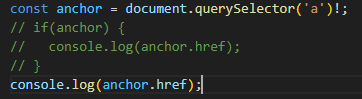 const anchor = document.querySelector('a')!;
// if(anchor) {
//   console.log(anchor.href);
// }
console.log(anchor.href);